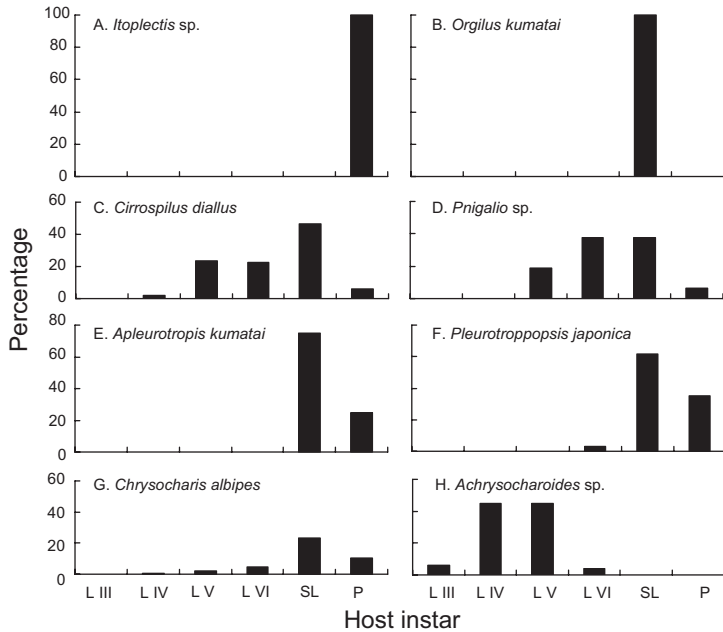 Percentage
100
80
60
40
20
0
A. Itoplectis sp.
B. Orgilus kumatai
60
40
20
0
C. Cirrospilus diallus
D. Pnigalio sp.
80
60
40
20
0
E. Apleurotropis kumatai
F. Pleurotroppopsis japonica
60
40
20
0
G. Chrysocharis albipes
H. Achrysocharoides sp.
L III L IV L V L VI SL P
L III L IV L V L VI SL P
Host instar